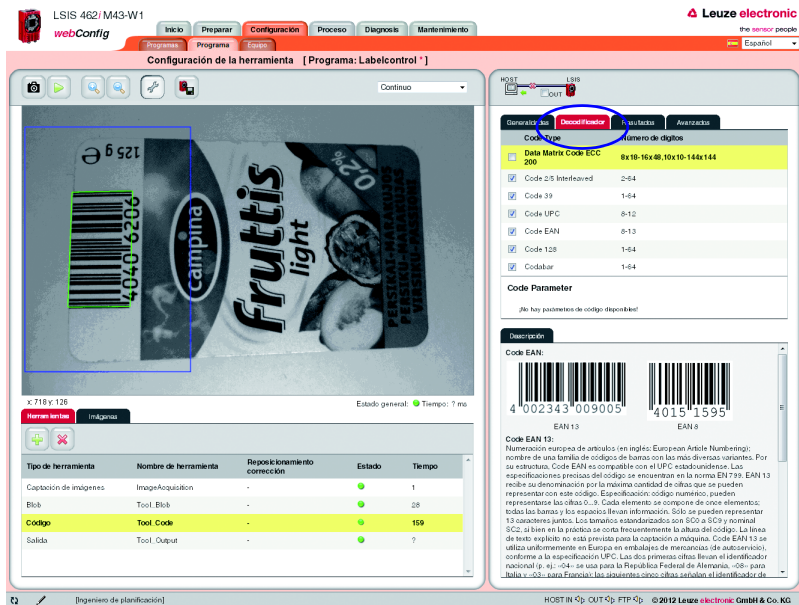 LSIS 462i M43-W1
webConfig
Inicio Preparar Configuración Proceso Diagnosis Mantenimiento
Programas Programa Equipo
Leuze electronic
the sensor people
Español
Configuración de la herramienta [ Programa: Labelcontrol * ]
Continuo
125g e
4040 6206
campina
fruttis
light
0,2%
x: 718 y: 126
Estado general: Tiempo: ? ms
Herramientas Imágenes
Tipo de herramienta Nombre de herramienta Reposicionamiento corrección Estado Tiempo
Captación de imágenes ImageAcquisition - 1
Blob Tool_Blob - 28
Código Tool_Code - 159
Salida Tool_Output - ?
HOST LSIS
OUT
Generalidades Decodificador Resultados Avanzados
Code Type Número de dígitos
Data Matrix Code ECC 200 8x18-16x48,10x10-144x144
Code 2/5 Interleaved 2-64
Code 39 1-64
Code UPC 8-12
Code EAN 8-13
Code 128 1-64
Codabar 1-64
Code Parameter
¡No hay parámetros de código disponibles!
Descripción
Code EAN:
4 002343 009005
4015 1595
EAN 13 EAN 8
Code EAN 13:
Numeración europea de artículos (en inglés: European Article Numbering);
nombre de una familia de códigos de barras con las más diversas variantes. Por
su estructura, Code EAN es compatible con el UPC estadounidense. Las
especificaciones precisas del código se encuentran en la norma EN 799. EAN 13
recibe su denominación por la máxima cantidad de cifras que se pueden
representar con este código. Especificación: código numérico, pueden
representarse las cifras 0...9. Cada elemento se compone de once elementos;
todas las barras y los espacios llevan información. Sólo se pueden representar
13 caracteres juntos. Los tamaños estandarizados son SC0 a SC9 y nominal
SC2, si bien en la práctica se corta frecuentemente la altura del código. La línea
de texto explícito no está prevista para la captación a máquina. Code EAN 13 se
utiliza uniformemente en Europa en embalajes de mercancías (de autoservicio),
conforme a la especificación UPC. Las dos primeras cifras llevan el identificador
nacional (p. ej.: «04» se usa para la República Federal de Alemania, «08» para
Italia y «03» para Francia); las siguientes cinco cifras señalan el identificador de
[Ingeniero de planificación]
HOST IN OUT FTP © 2012 Leuze electronic GmbH & Co. KG